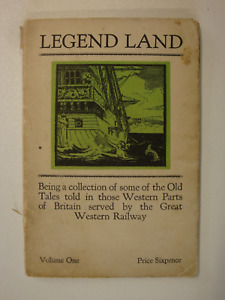 LEGEND LAND
Being a collection of some of the Old
Tales told in those Western Parts
of Britain served by the Great
Western Railway
Volume One
Price Sixpence